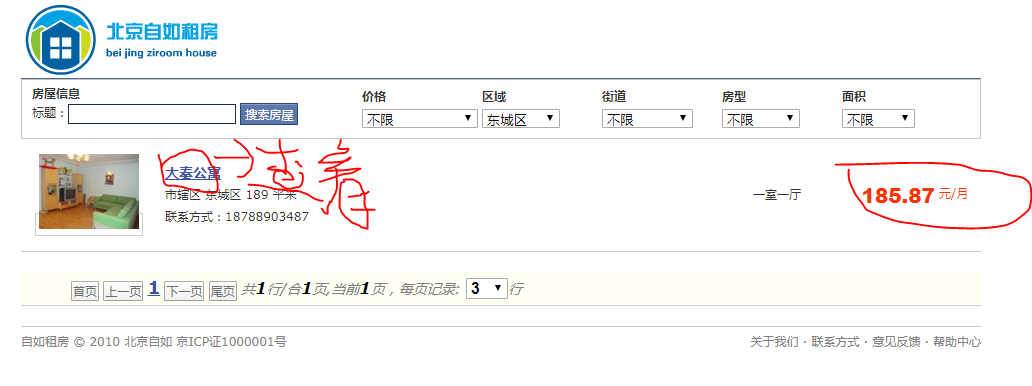 北京自如租房
bei jing ziroom house
房屋信息 价格 区域 街道 房型 面积
标题： 搜索房屋 不限 东城区 不限 不限 不限
大秦公寓
市辖区 东城区 189 平米 一室一厅 185.87 元/月
联系方式：18788903487
首页 上一页 1 下一页 尾页 共1行/合1页,当前1页，每页记录: 3 行
自如租房 © 2010 北京自如 京ICP证1000001号 关于我们 · 联系方式 · 意见反馈 · 帮助中心